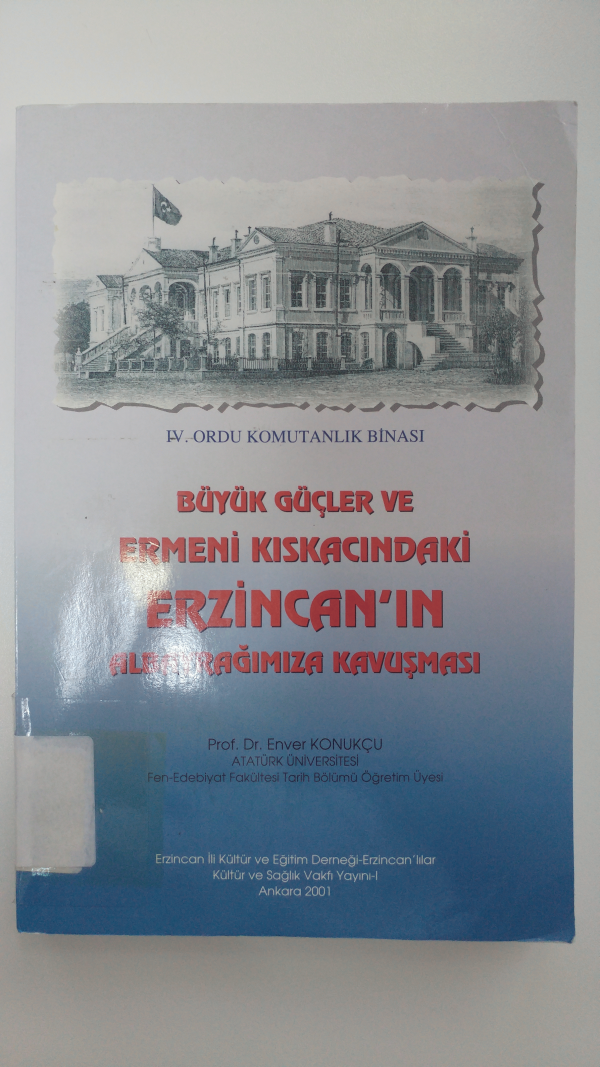 IV. ORDU KOMUTANLIK BİNASI
BÜYÜK GÜÇLER VE
ERMENİ KISKACINDAKİ
ERZİNCAN'IN
ALBAYRAĞIMIZA KAVUŞMASI
Prof. Dr. Enver KONUKÇU
ATATÜRK ÜNİVERSİTESİ
Fen-Edebiyat Fakültesi Tarih Bölümü Öğretim Üyesi
Erzincan İli Kültür ve Eğitim Derneği-Erzincan'lılar
Kültür ve Sağlık Vakfı Yayını-I
Ankara 2001